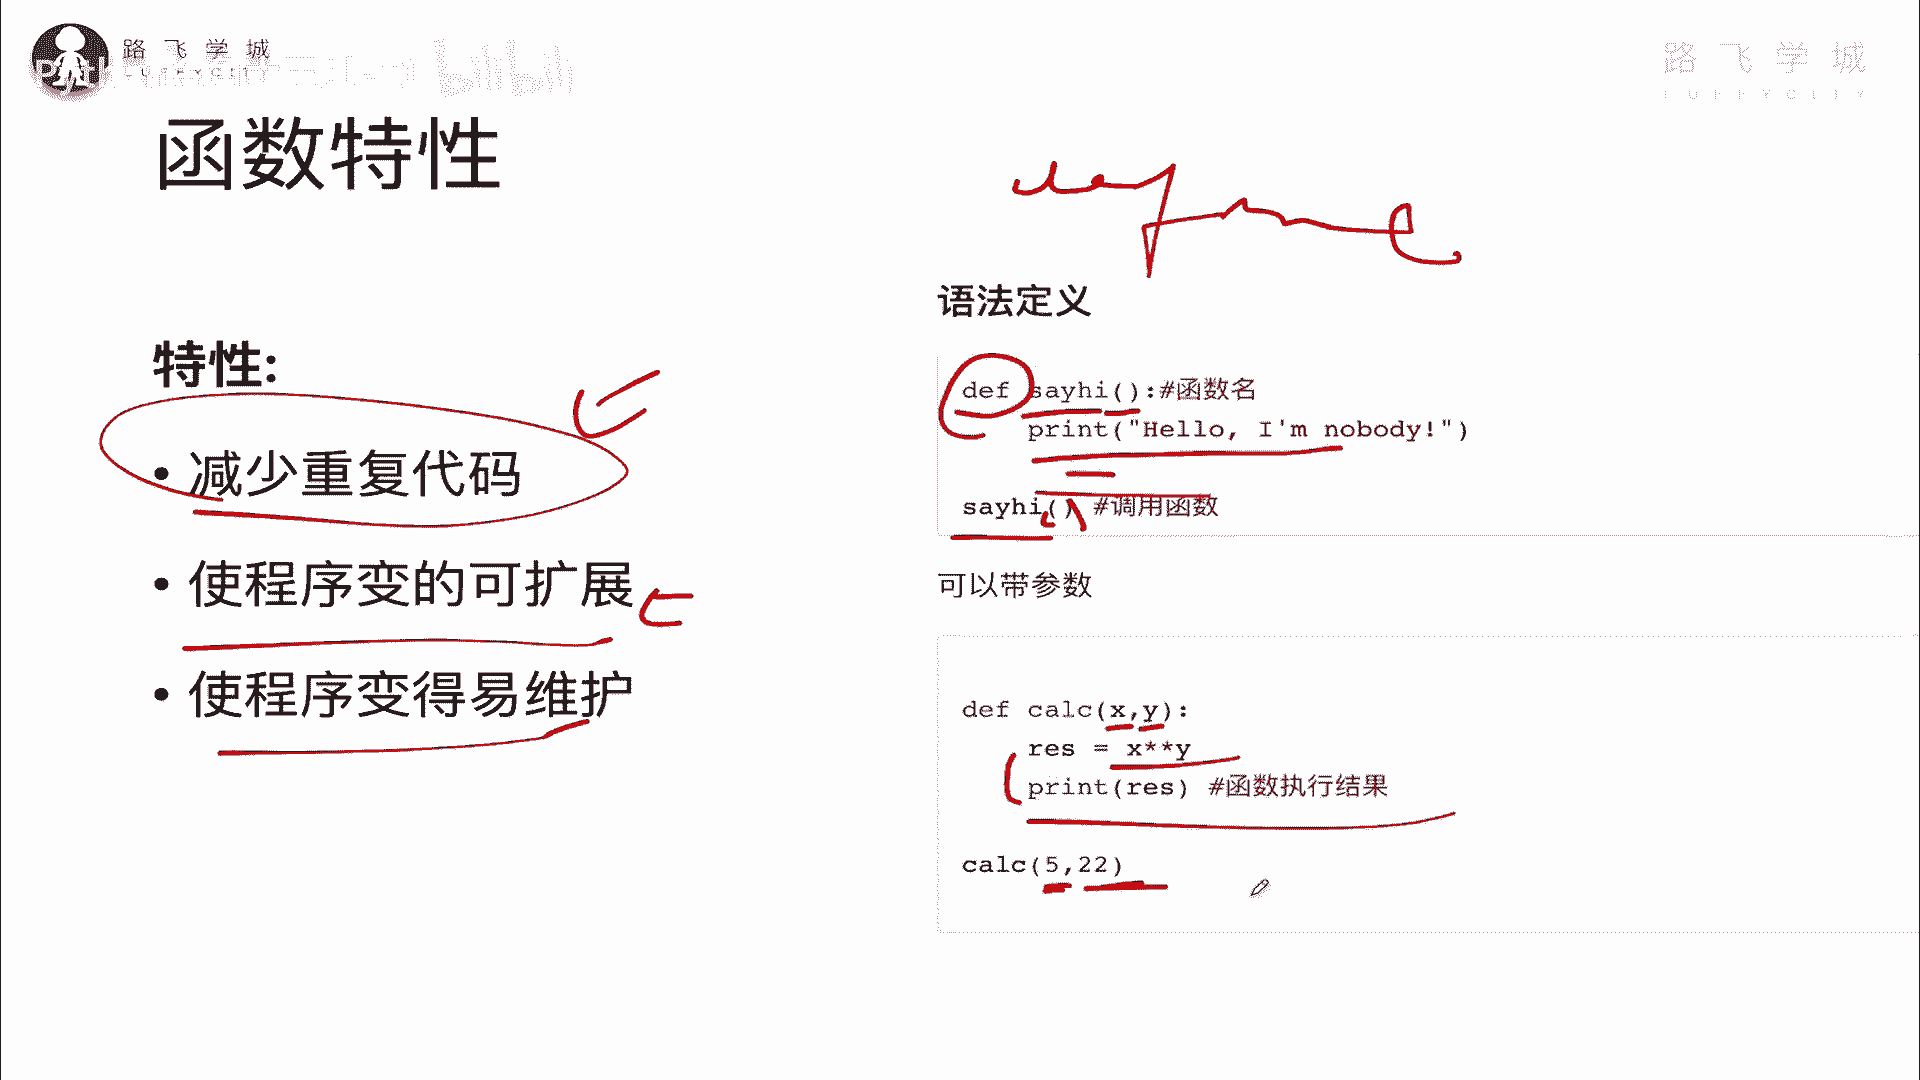 路飞学城
路飞学城
LUFFYCITY
函数特性
特性:
• 减少重复代码
• 使程序变的可扩展
• 使程序变得易维护
define
语法定义
def sayhi():#函数名
    print("Hello, I'm nobody!")
sayhi() #调用函数
可以带参数
def calc(x,y):
    res = x**y
    print(res) #函数执行结果
calc(5,22)